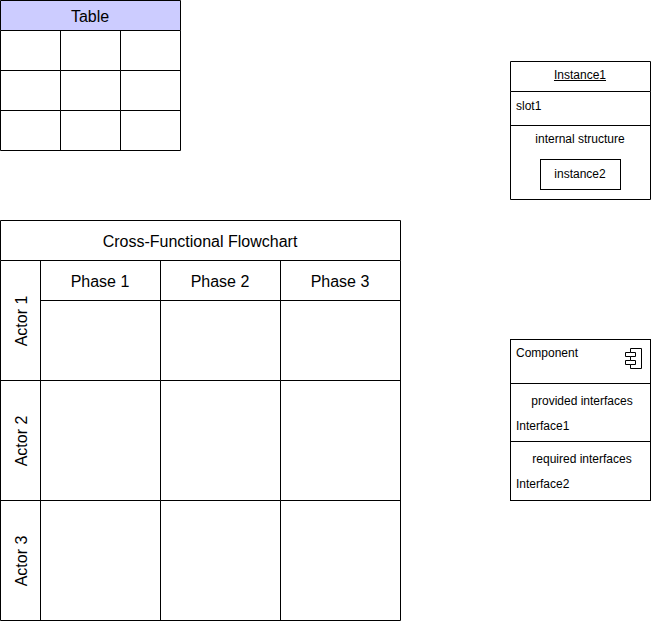 Table
Instance1
slot1
internal structure
instance2
Cross-Functional Flowchart
Phase 1 Phase 2 Phase 3
Actor 1
Actor 2
Actor 3
Component
provided interfaces
Interface1
required interfaces
Interface2